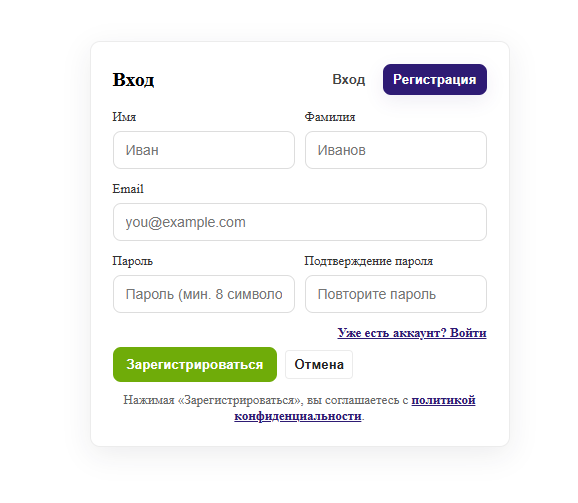 Вход Вход Регистрация
Имя Фамилия
Иван Иванов
Email
you@example.com
Пароль Подтверждение пароля
Пароль (мин. 8 символо Повторите пароль
Уже есть аккаунт? Войти
Зарегистрироваться Отмена
Нажимая «Зарегистрироваться», вы соглашаетесь с политикой
конфиденциальности.